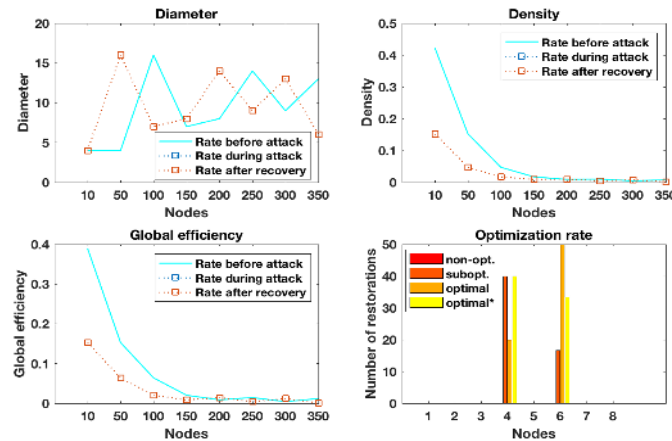 Diameter
20
15
10
5
0
Diameter
Rate before attack
Rate during attack
Rate after recovery
10 50 100 150 200 250 300 350
Nodes
Density
0.5
0.4
0.3
0.2
0.1
0
Density
Rate before attack
Rate during attack
Rate after recovery
10 50 100 150 200 250 300 350
Nodes
Global efficiency
0.4
0.3
0.2
0.1
0
Global efficiency
Rate before attack
Rate during attack
Rate after recovery
10 50 100 150 200 250 300 350
Nodes
Optimization rate
50
40
30
20
10
0
Number of restorations
non-opt.
subopt.
optimal
optimal*
1 2 3 4 5 6 7 8
Nodes